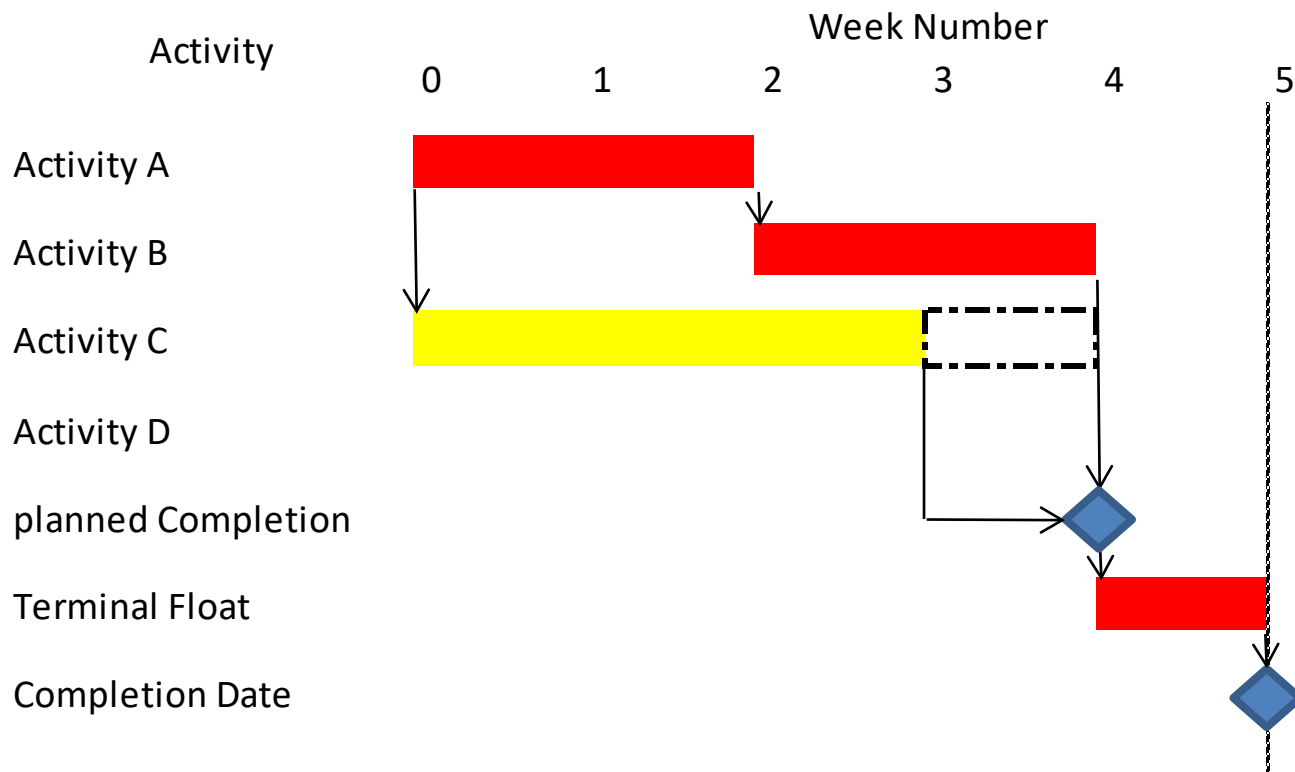 Week Number
Activity
0 1 2 3 4 5
Activity A
Activity B
Activity C
Activity D
planned Completion
Terminal Float
Completion Date